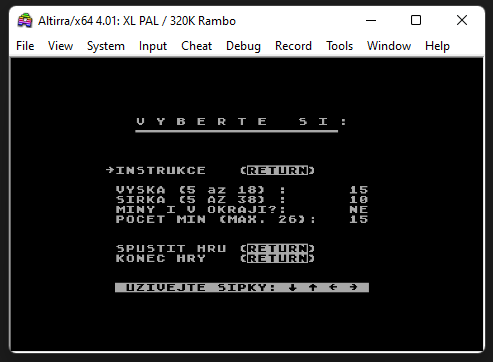 Altirra/x64 4.01: XL PAL / 320K Rambo
File View System Input Cheat Debug Record Tools Window Help
V Y B E R T E S I :
→INSTRUKCE (RETURN)
VYSKA (5 az 18) : 15
SIRKA (5 AZ 38) : 10
MINY I V OKRAJI?: NE
POCET MIN (MAX. 26): 15
SPUSTIT HRU (RETURN)
KONEC HRY (RETURN)
UZIVEJTE SIPKY: ↓ ↑ ← →